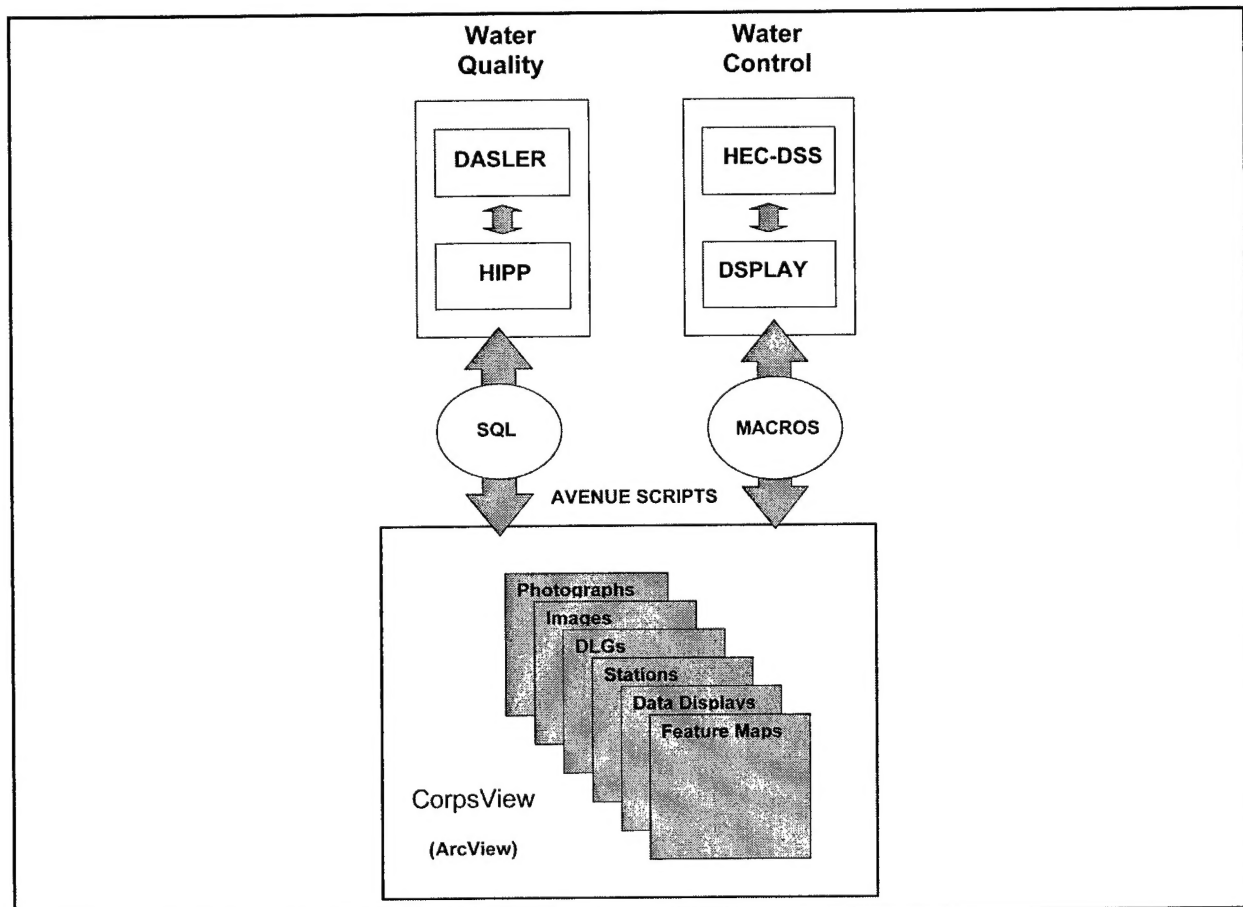 Water
Quality
Water
Control
DASLER
HIPP
HEC-DSS
DSPLAY
SQL
MACROS
AVENUE SCRIPTS
Photographs
Images
DLGs
Stations
Data Displays
Feature Maps
CorpsView
(ArcView)